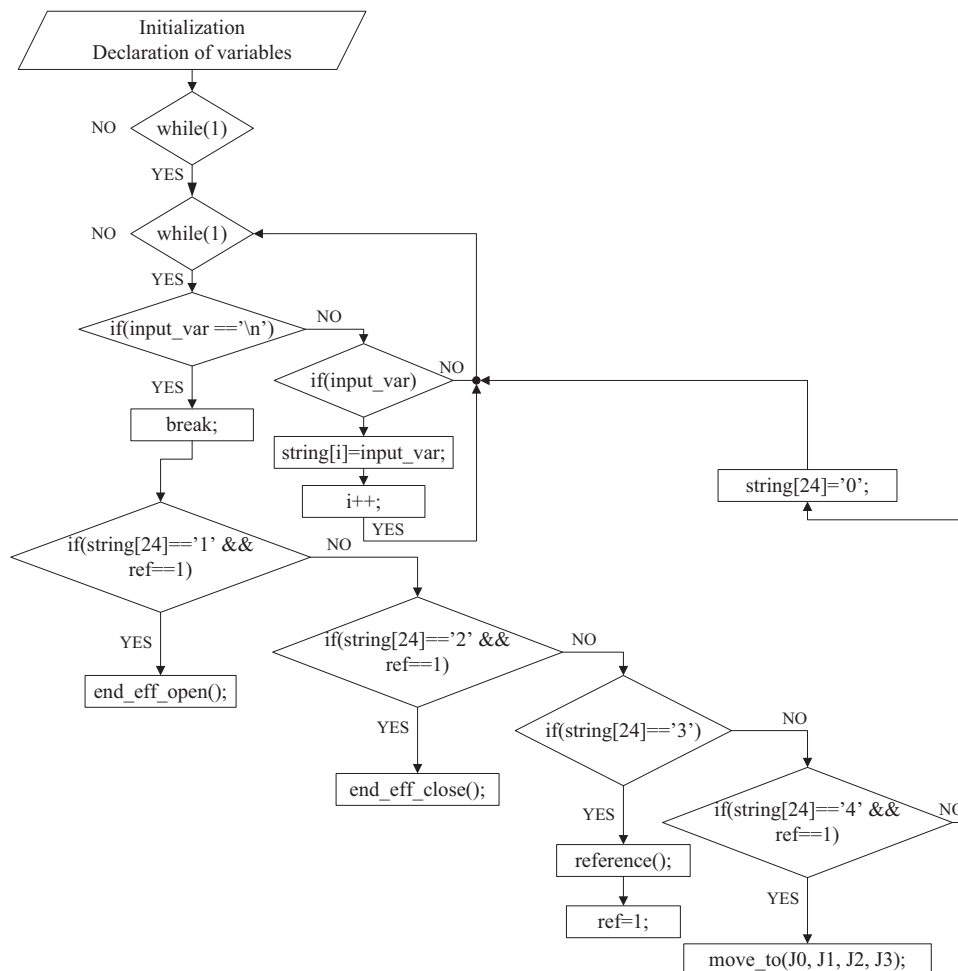 Initialization
Declaration of variables
NO
while(1)
YES
NO
while(1)
YES
if(input_var =='\n')
NO
YES
if(input_var)
NO
break;
string[i]=input_var;
i++;
YES
string[24]='0';
if(string[24]=='1' &&
ref==1)
NO
YES
end_eff_open();
if(string[24]=='2' &&
ref==1)
NO
YES
end_eff_close();
if(string[24]=='3')
NO
YES
reference();
ref=1;
if(string[24]=='4' &&
ref==1)
NO
YES
move_to(J0, J1, J2, J3);